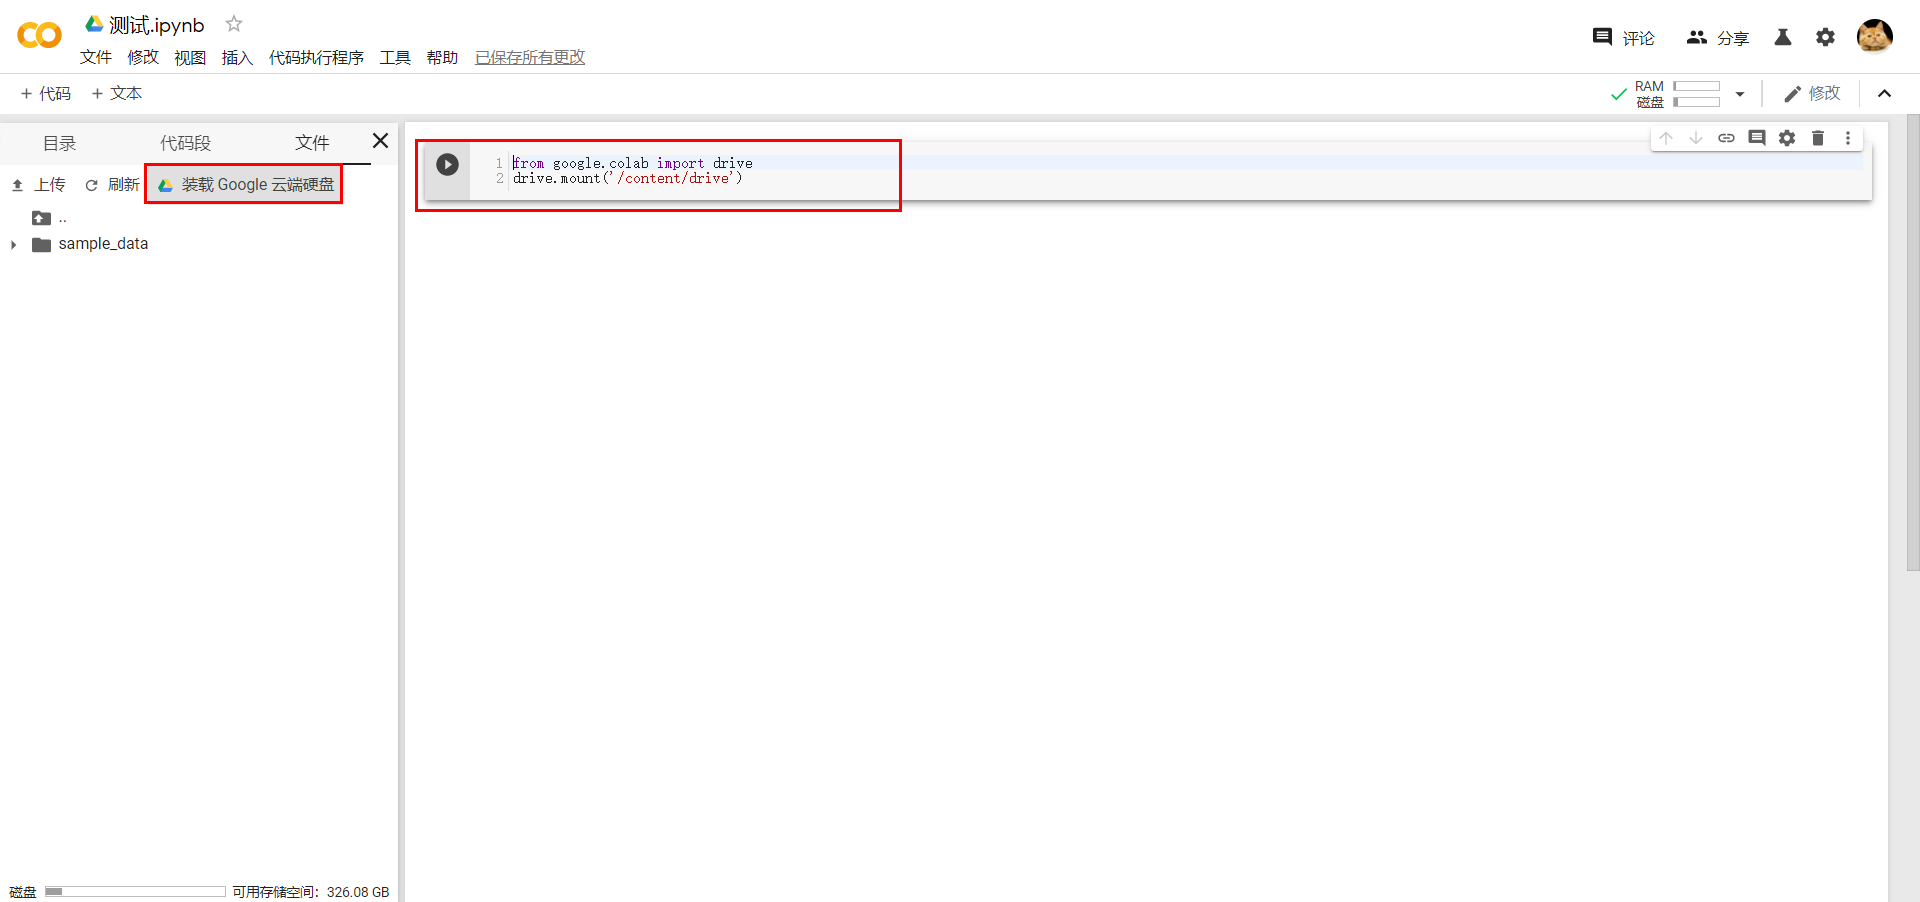 测试.ipynb
文件 修改 视图 插入 代码执行程序 工具 帮助 已保存所有更改
评论 分享
+ 代码 + 文本
RAM
磁盘
修改
目录 代码段 文件
上传 刷新 装载 Google 云端硬盘
..
sample_data
1 from google.colab import drive
2 drive.mount('/content/drive')
磁盘 可用存储空间: 326.08 GB